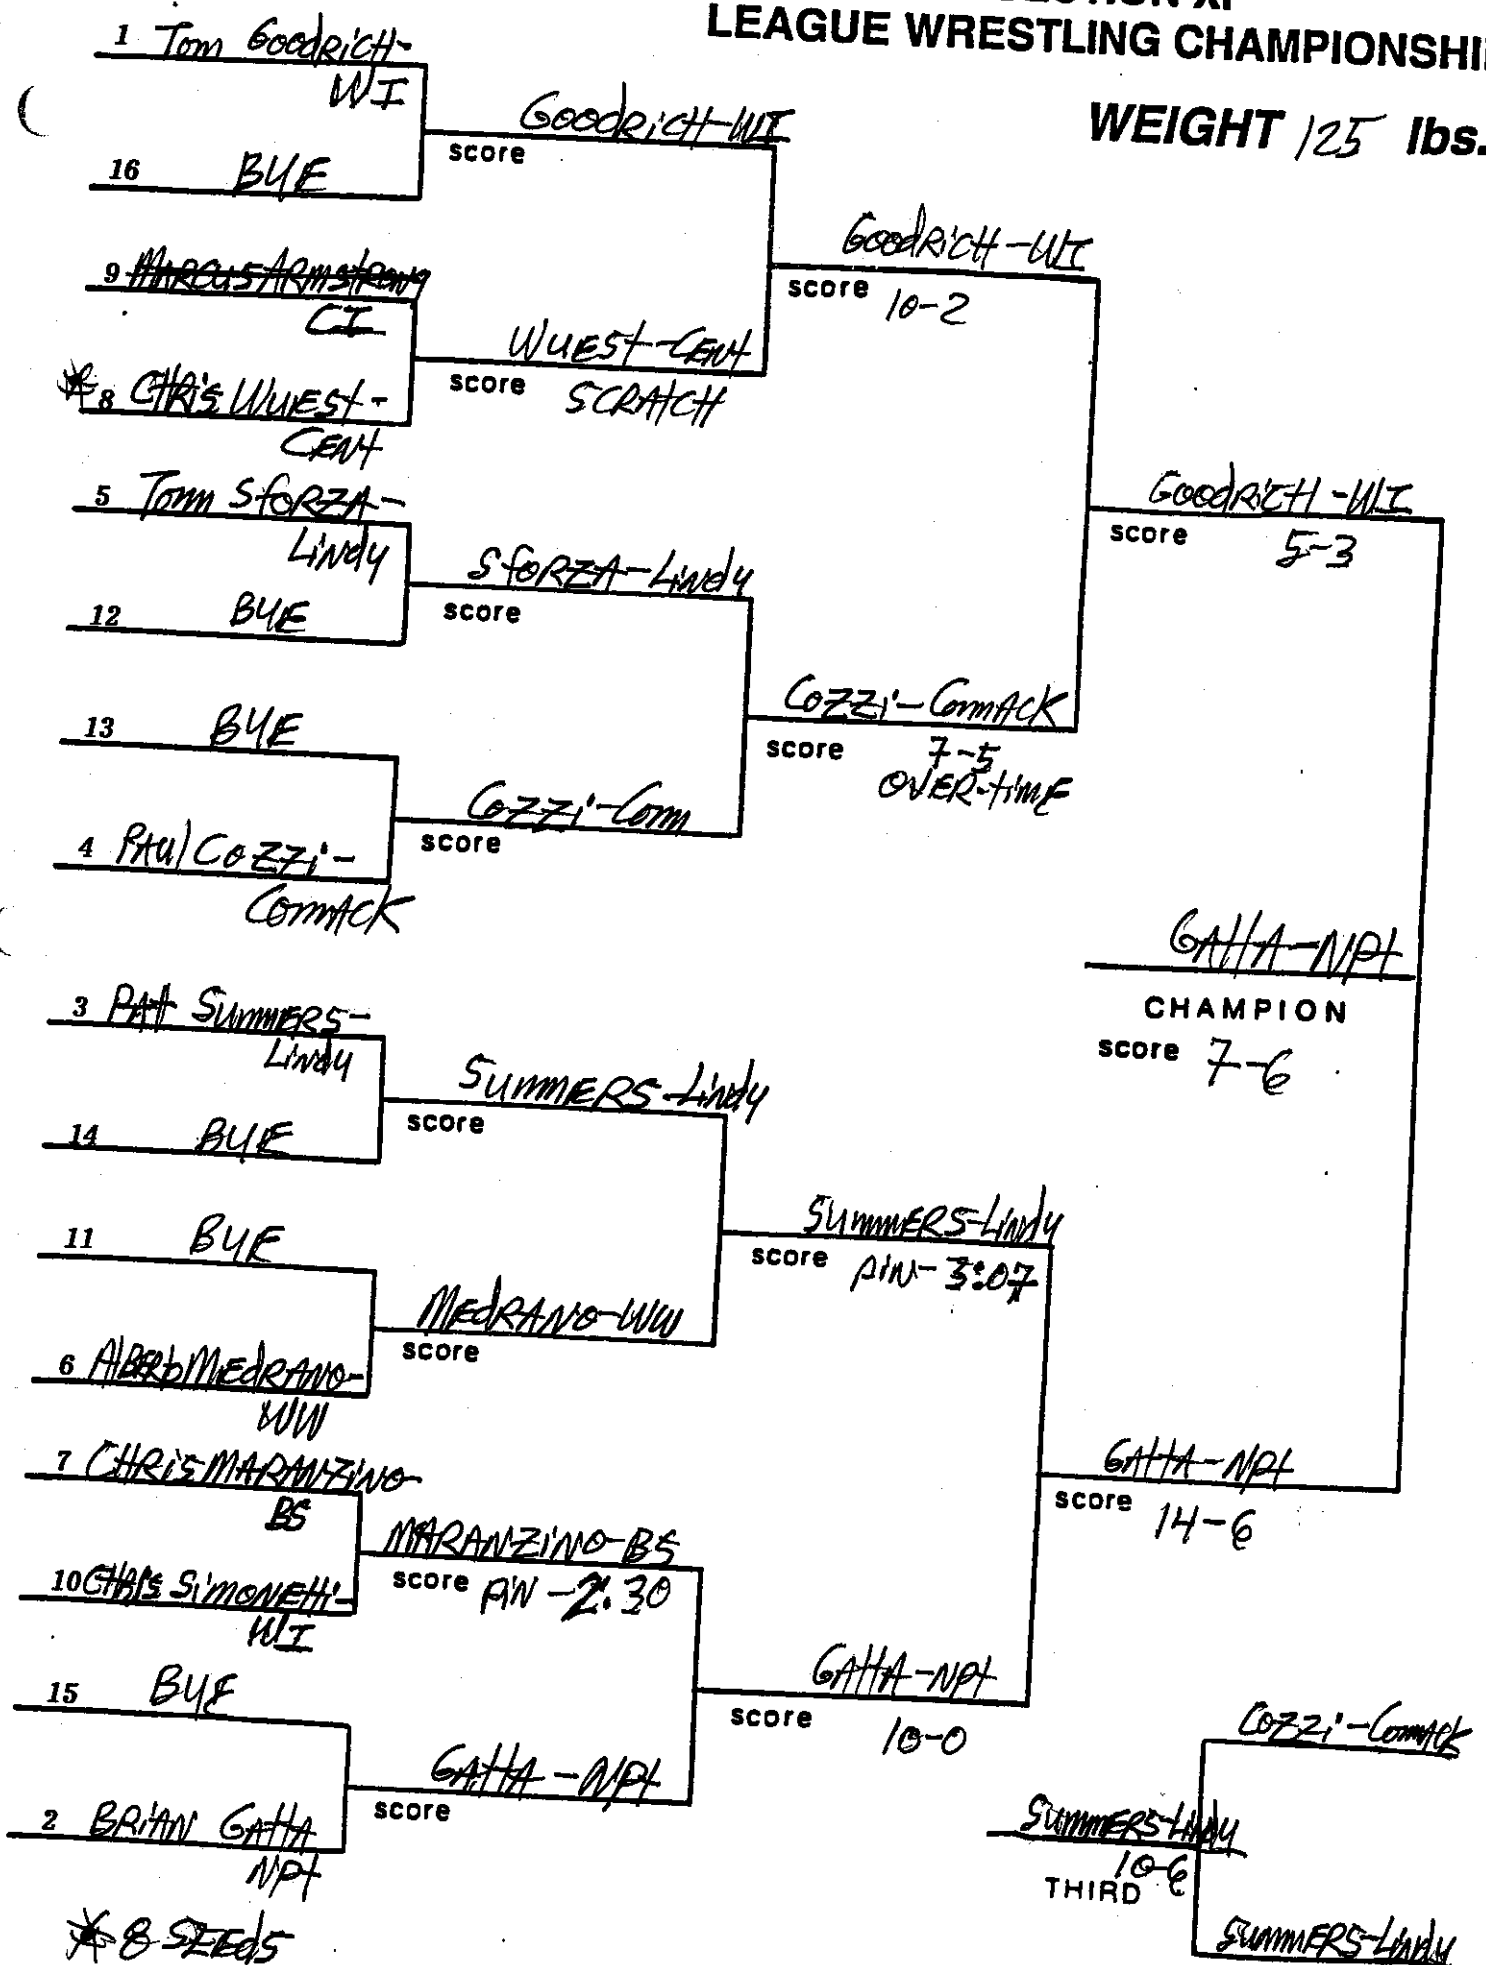 LEAGUE WRESTLING CHAMPIONSHI
WEIGHT 125 lbs.
1 Tom Goodrich-
WI
Goodrich-WI
score
16 BYE
Goodrich-WI
score 10-2
9 Marcus Armstrong
CI
Wuest-Cent
score SCRATCH
* 8 Chris Wuest-
Cent
Goodrich-WI
score 5-3
5 Tom Sforza-
Lindy
Sforza-Lindy
score
12 BYE
Cozzi-Commack
score 7-5
OVER-time
13 BYE
Cozzi-Comm
score
4 Paul Cozzi-
Commack
Gatta-Npt
CHAMPION
score 7-6
3 Pat Summers-
Lindy
Summers-Lindy
score
14 BYE
Summers-Lindy
score pin-3:07
11 BYE
Medrano-WW
score
6 Alberto Medrano-
WW
Gatta-Npt
score 14-6
7 Chris Maranzino-
BS
Maranzino-BS
score pin-2:30
10 Chris Simonetti-
WI
Gatta-Npt
score 10-0
15 BYE
Gatta-Npt
score
2 Brian Gatta
Npt
Cozzi-Commack
Summers-Lindy
10-6
THIRD
Summers-Lindy
* 8 SEEdS